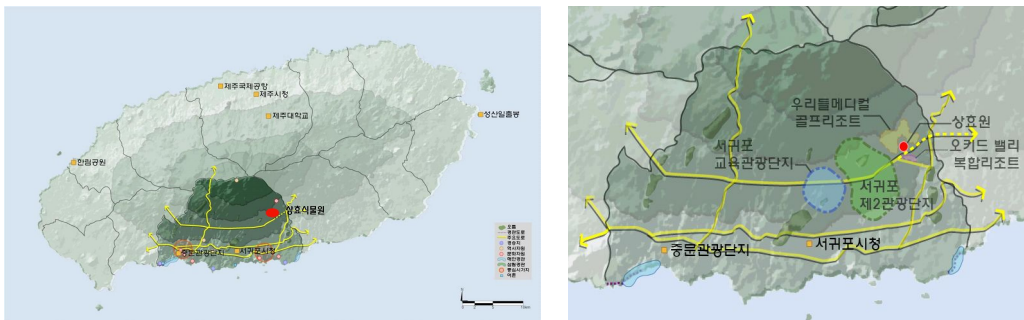 제주국제공항
제주시청
제주대학교
성산일출봉
한림공원
상효식물원
중문관광단지
서귀포시청
오름
우리들메디컬
골프리조트
상효원
오키드 밸리
복합리조트
서귀포
교육관광단지
서귀포
제2관광단지
중문관광단지
서귀포시청